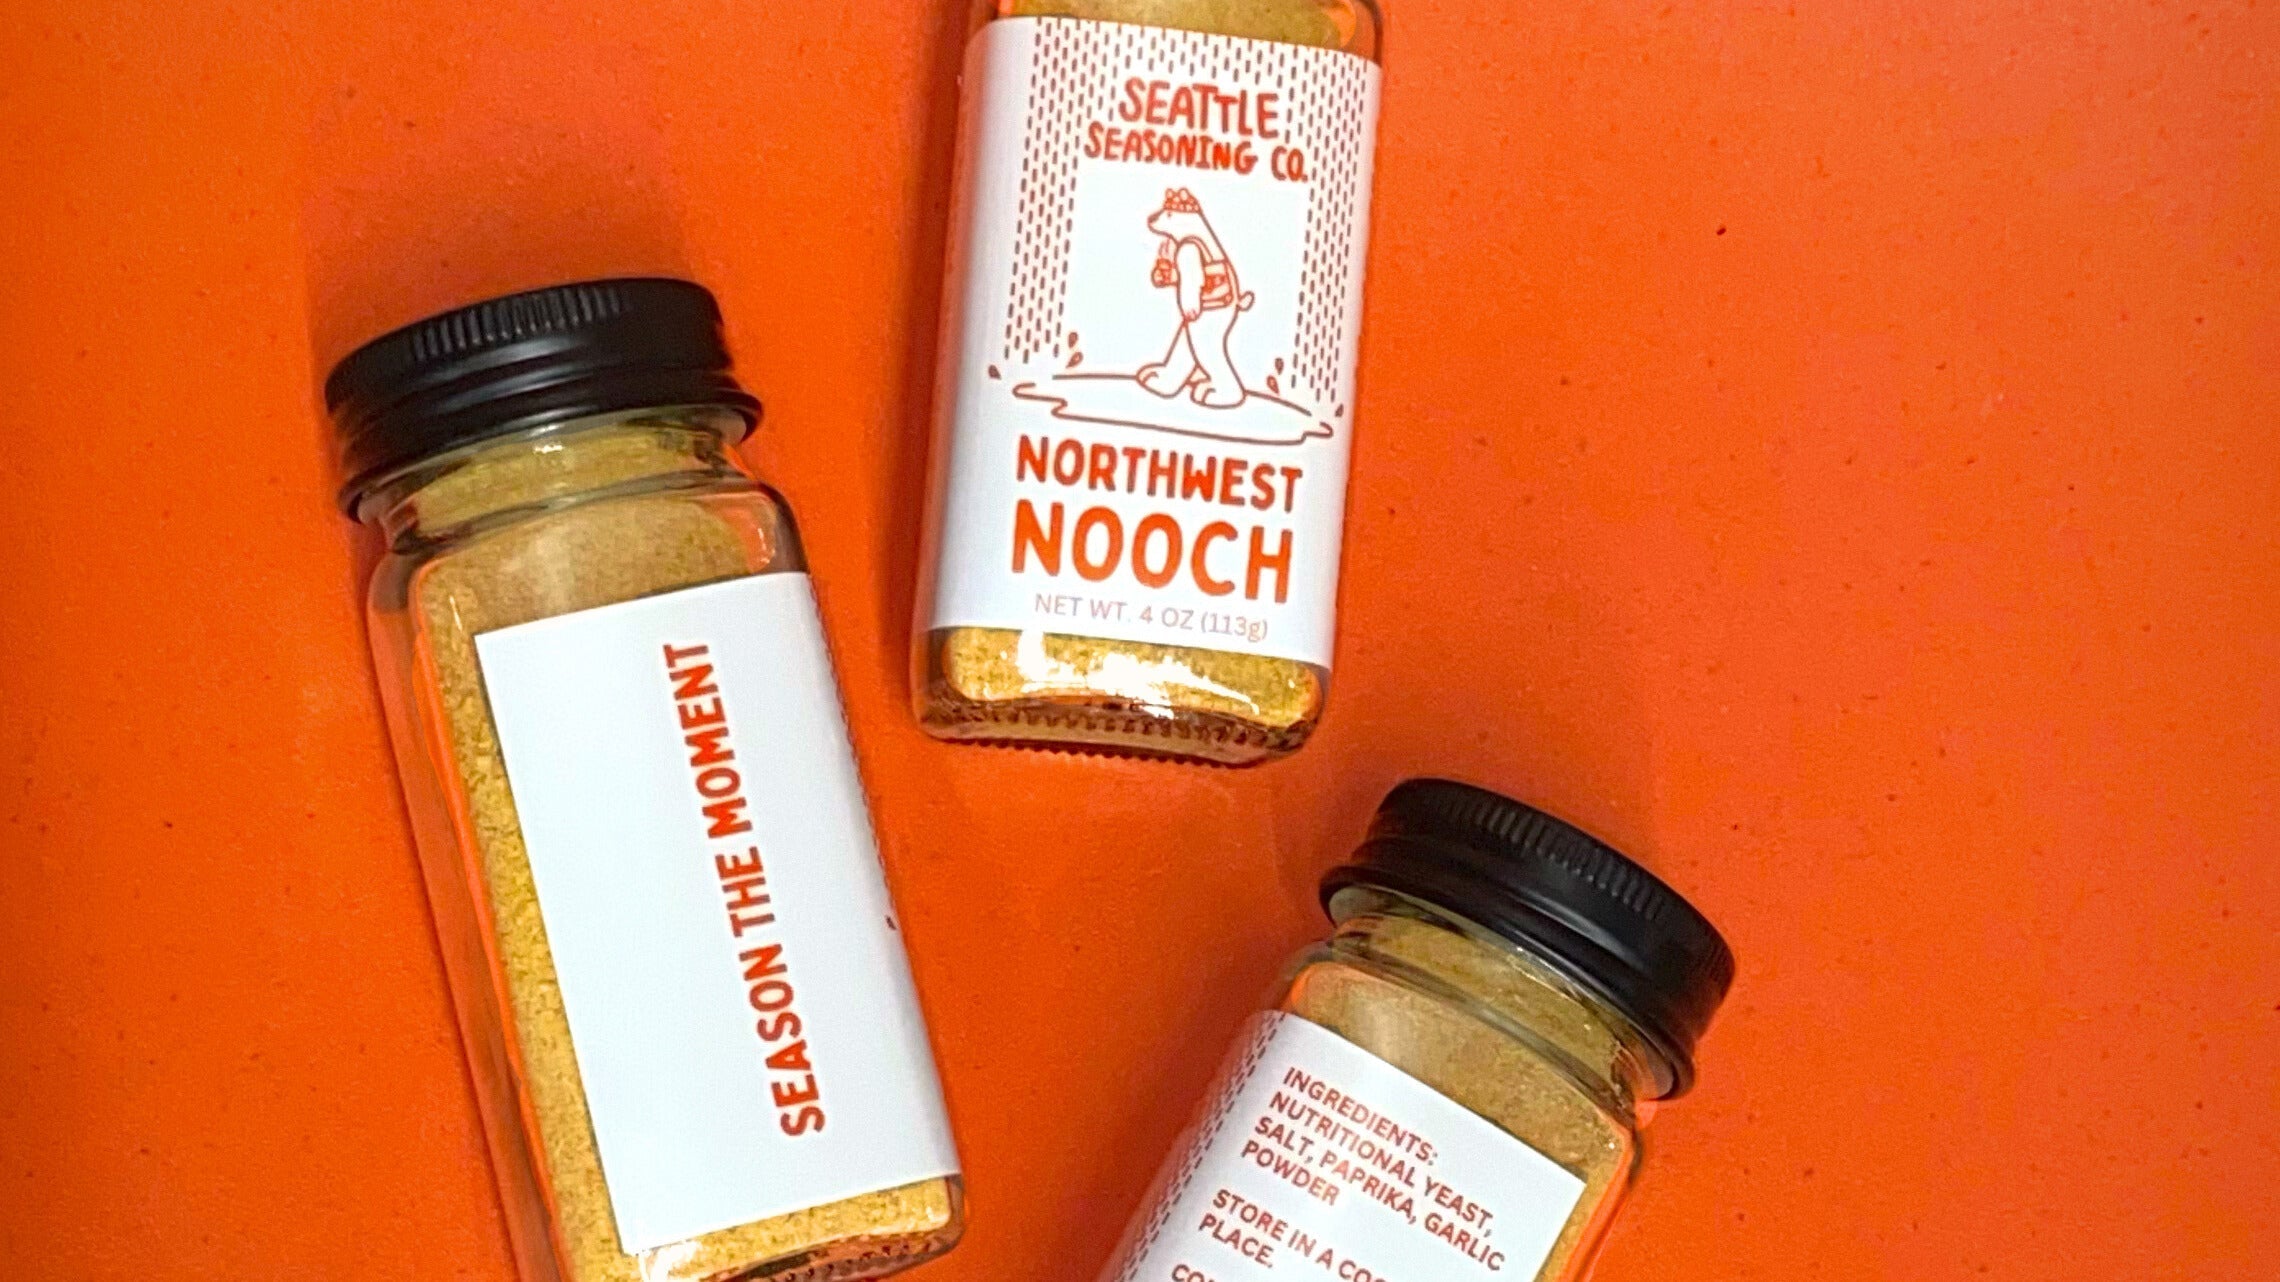 SEATTLE
SEASONING CO.
NORTHWEST
NOOCH
NET WT. 4 OZ (113g)
SEASON THE MOMENT
INGREDIENTS:
NUTRITIONAL YEAST,
SALT, PAPRIKA, GARLIC
POWDER
STORE IN A
PLACE.